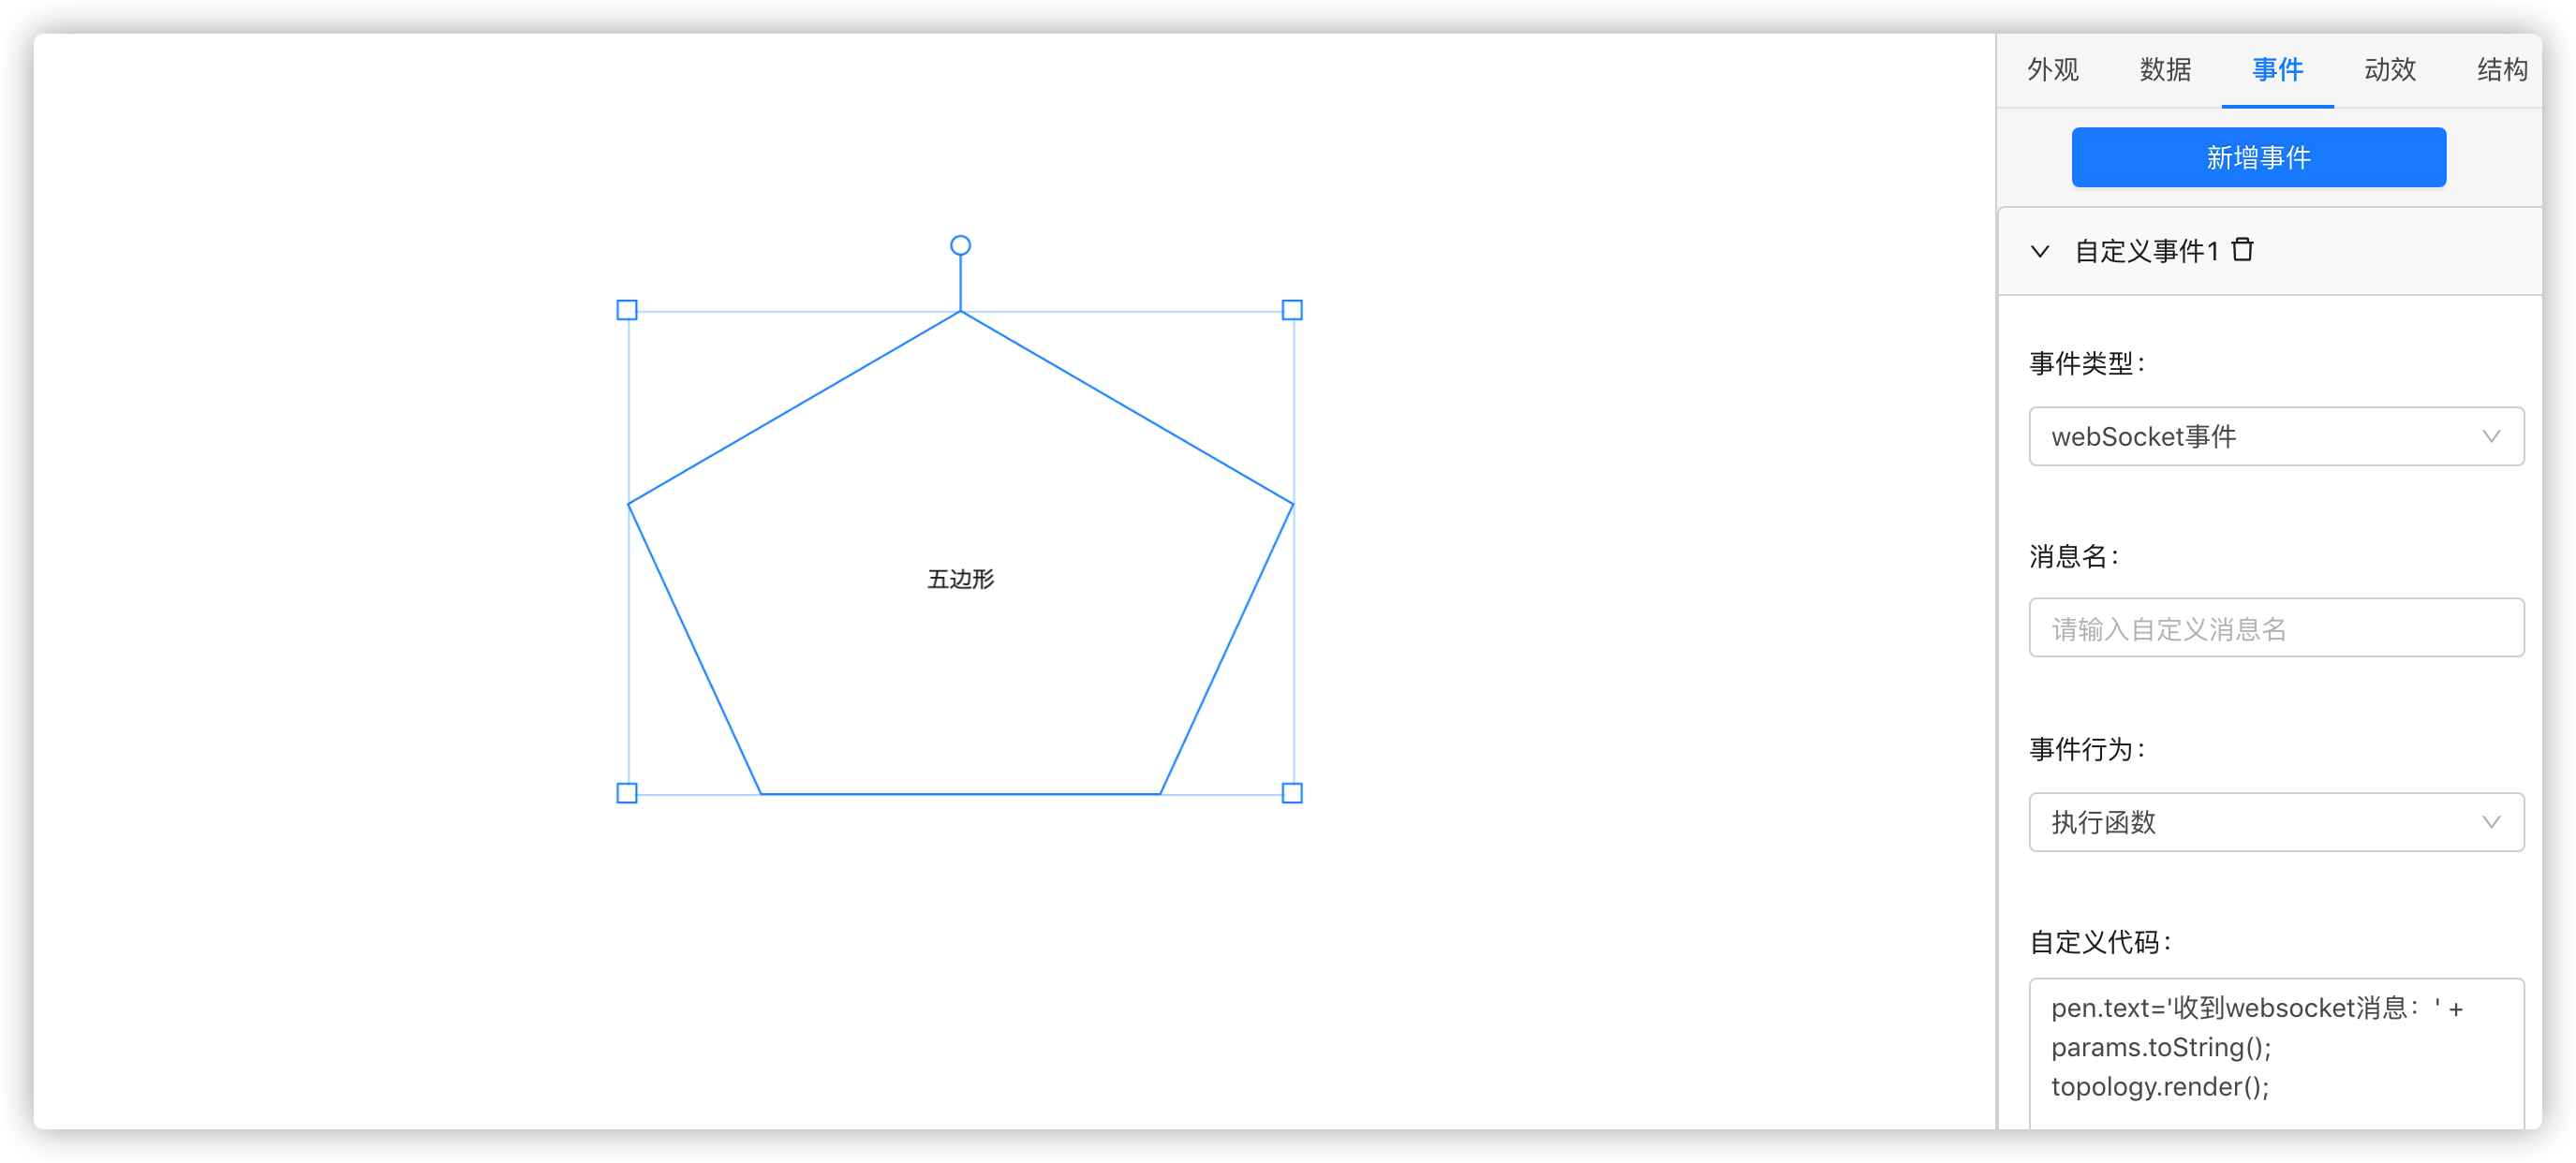 外观 数据 事件 动效 结构
新增事件
自定义事件1
事件类型：
webSocket事件
消息名：
请输入自定义消息名
事件行为：
执行函数
自定义代码：
pen.text='收到websocket消息：' +
params.toString();
topology.render();
五边形